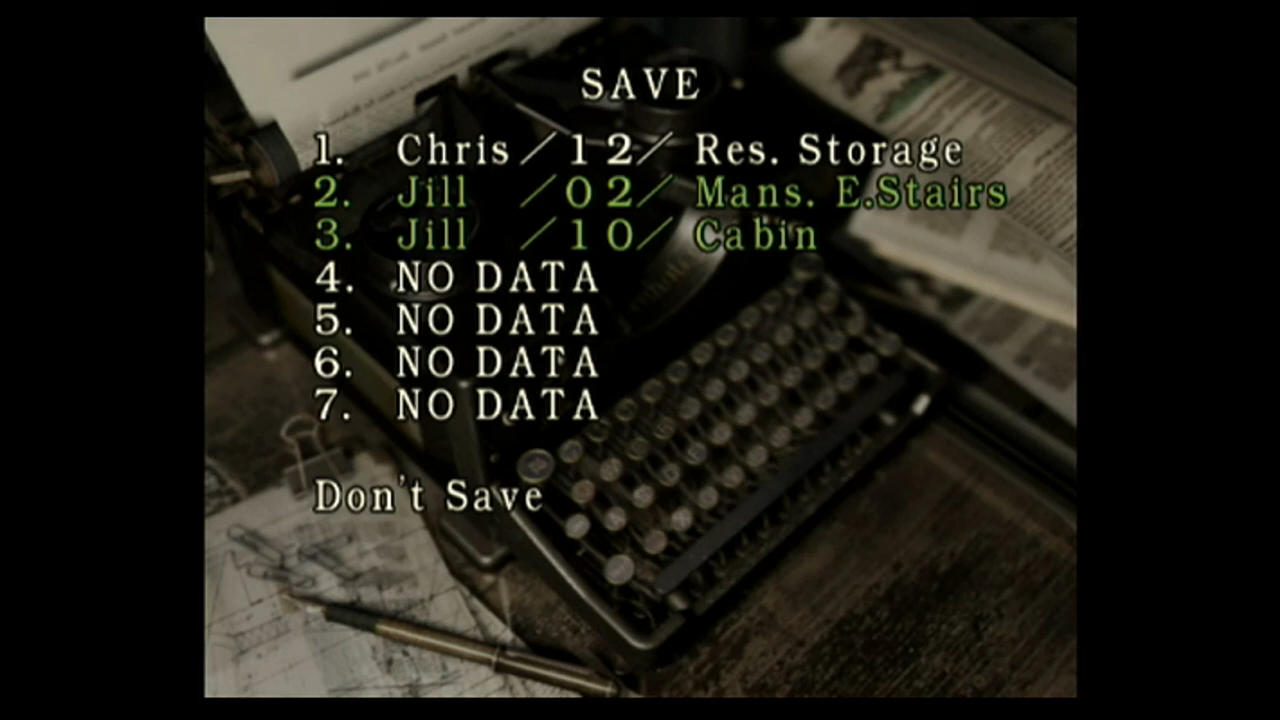 SAVE
1. Chris/12/ Res. Storage
2. Jill /02/ Mans. E.Stairs
3. Jill /10/ Cabin
4. NO DATA
5. NO DATA
6. NO DATA
7. NO DATA
Don't Save